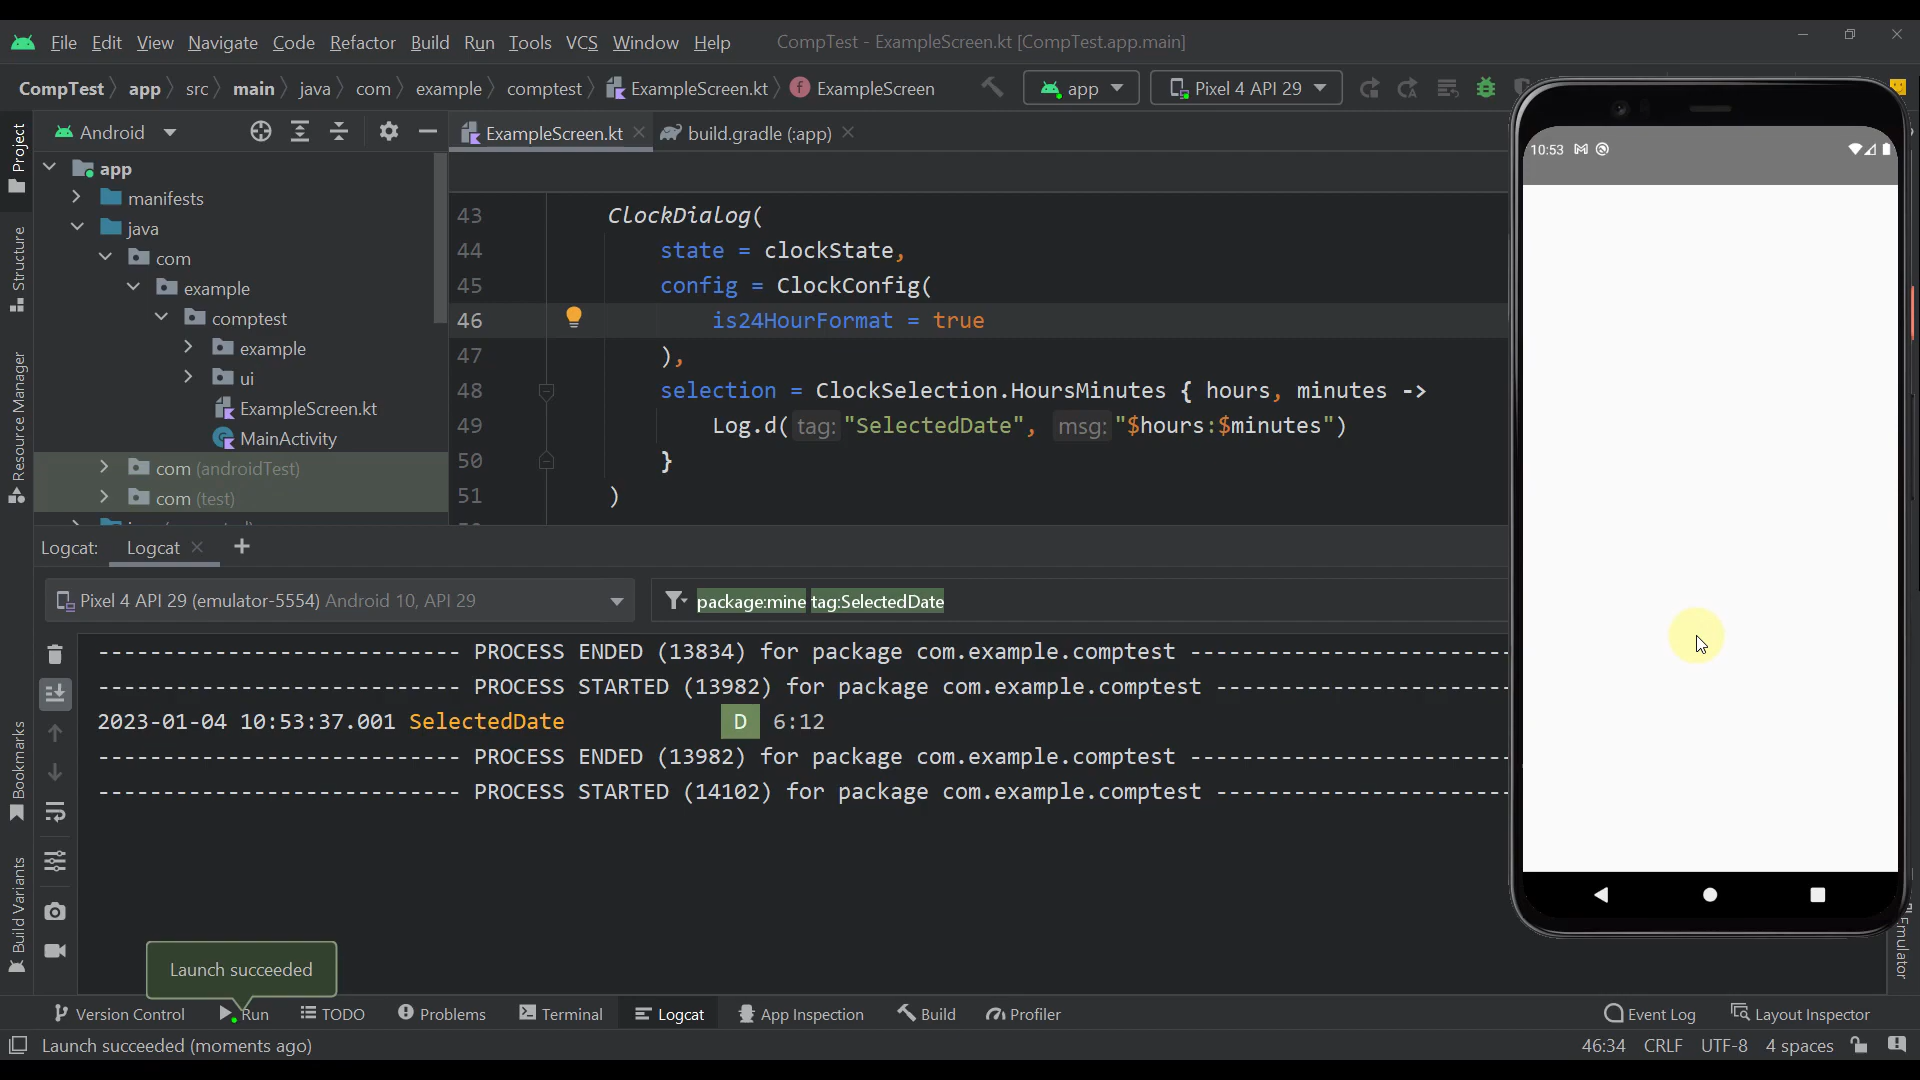 File Edit View Navigate Code Refactor Build Run Tools VCS Window Help CompTest - ExampleScreen.kt [CompTest.app.main]
CompTest app src main java com example comptest ExampleScreen.kt ExampleScreen app Pixel 4 API 29
Android
ExampleScreen.kt build.gradle (:app)
10:53
Project
Structure
Resource Manager
Bookmarks
Build Variants
app
manifests
java
com
example
comptest
example
ui
ExampleScreen.kt
MainActivity
com (androidTest)
com (test)
43 ClockDialog(
44 state = clockState,
45 config = ClockConfig(
46 is24HourFormat = true
47 ),
48 selection = ClockSelection.HoursMinutes { hours, minutes ->
49 Log.d( tag: "SelectedDate", msg: "$hours:$minutes")
50 }
51 )
Logcat: Logcat
Pixel 4 API 29 (emulator-5554) Android 10, API 29
package:mine tag:SelectedDate
---------------------------- PROCESS ENDED (13834) for package com.example.comptest -------------------------
---------------------------- PROCESS STARTED (13982) for package com.example.comptest -----------------------
2023-01-04 10:53:37.001 SelectedDate D 6:12
---------------------------- PROCESS ENDED (13982) for package com.example.comptest -------------------------
---------------------------- PROCESS STARTED (14102) for package com.example.comptest -----------------------
Launch succeeded
Emulator
Version Control Run TODO Problems Terminal Logcat App Inspection Build Profiler Event Log Layout Inspector
Launch succeeded (moments ago) 46:34 CRLF UTF-8 4 spaces